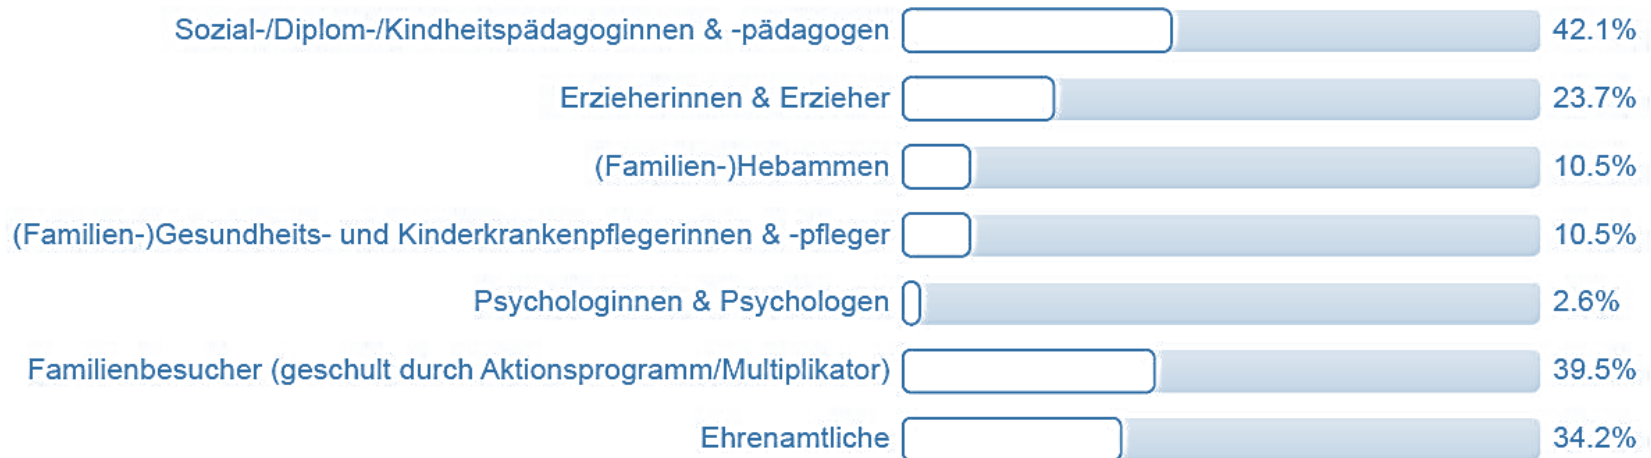 Sozial-/Diplom-/Kindheitspädagoginnen & -pädagogen 42.1%
Erzieherinnen & Erzieher 23.7%
(Familien-)Hebammen 10.5%
(Familien-)Gesundheits- und Kinderkrankenpflegerinnen & -pfleger 10.5%
Psychologinnen & Psychologen 2.6%
Familienbesucher (geschult durch Aktionsprogramm/Multiplikator) 39.5%
Ehrenamtliche 34.2%